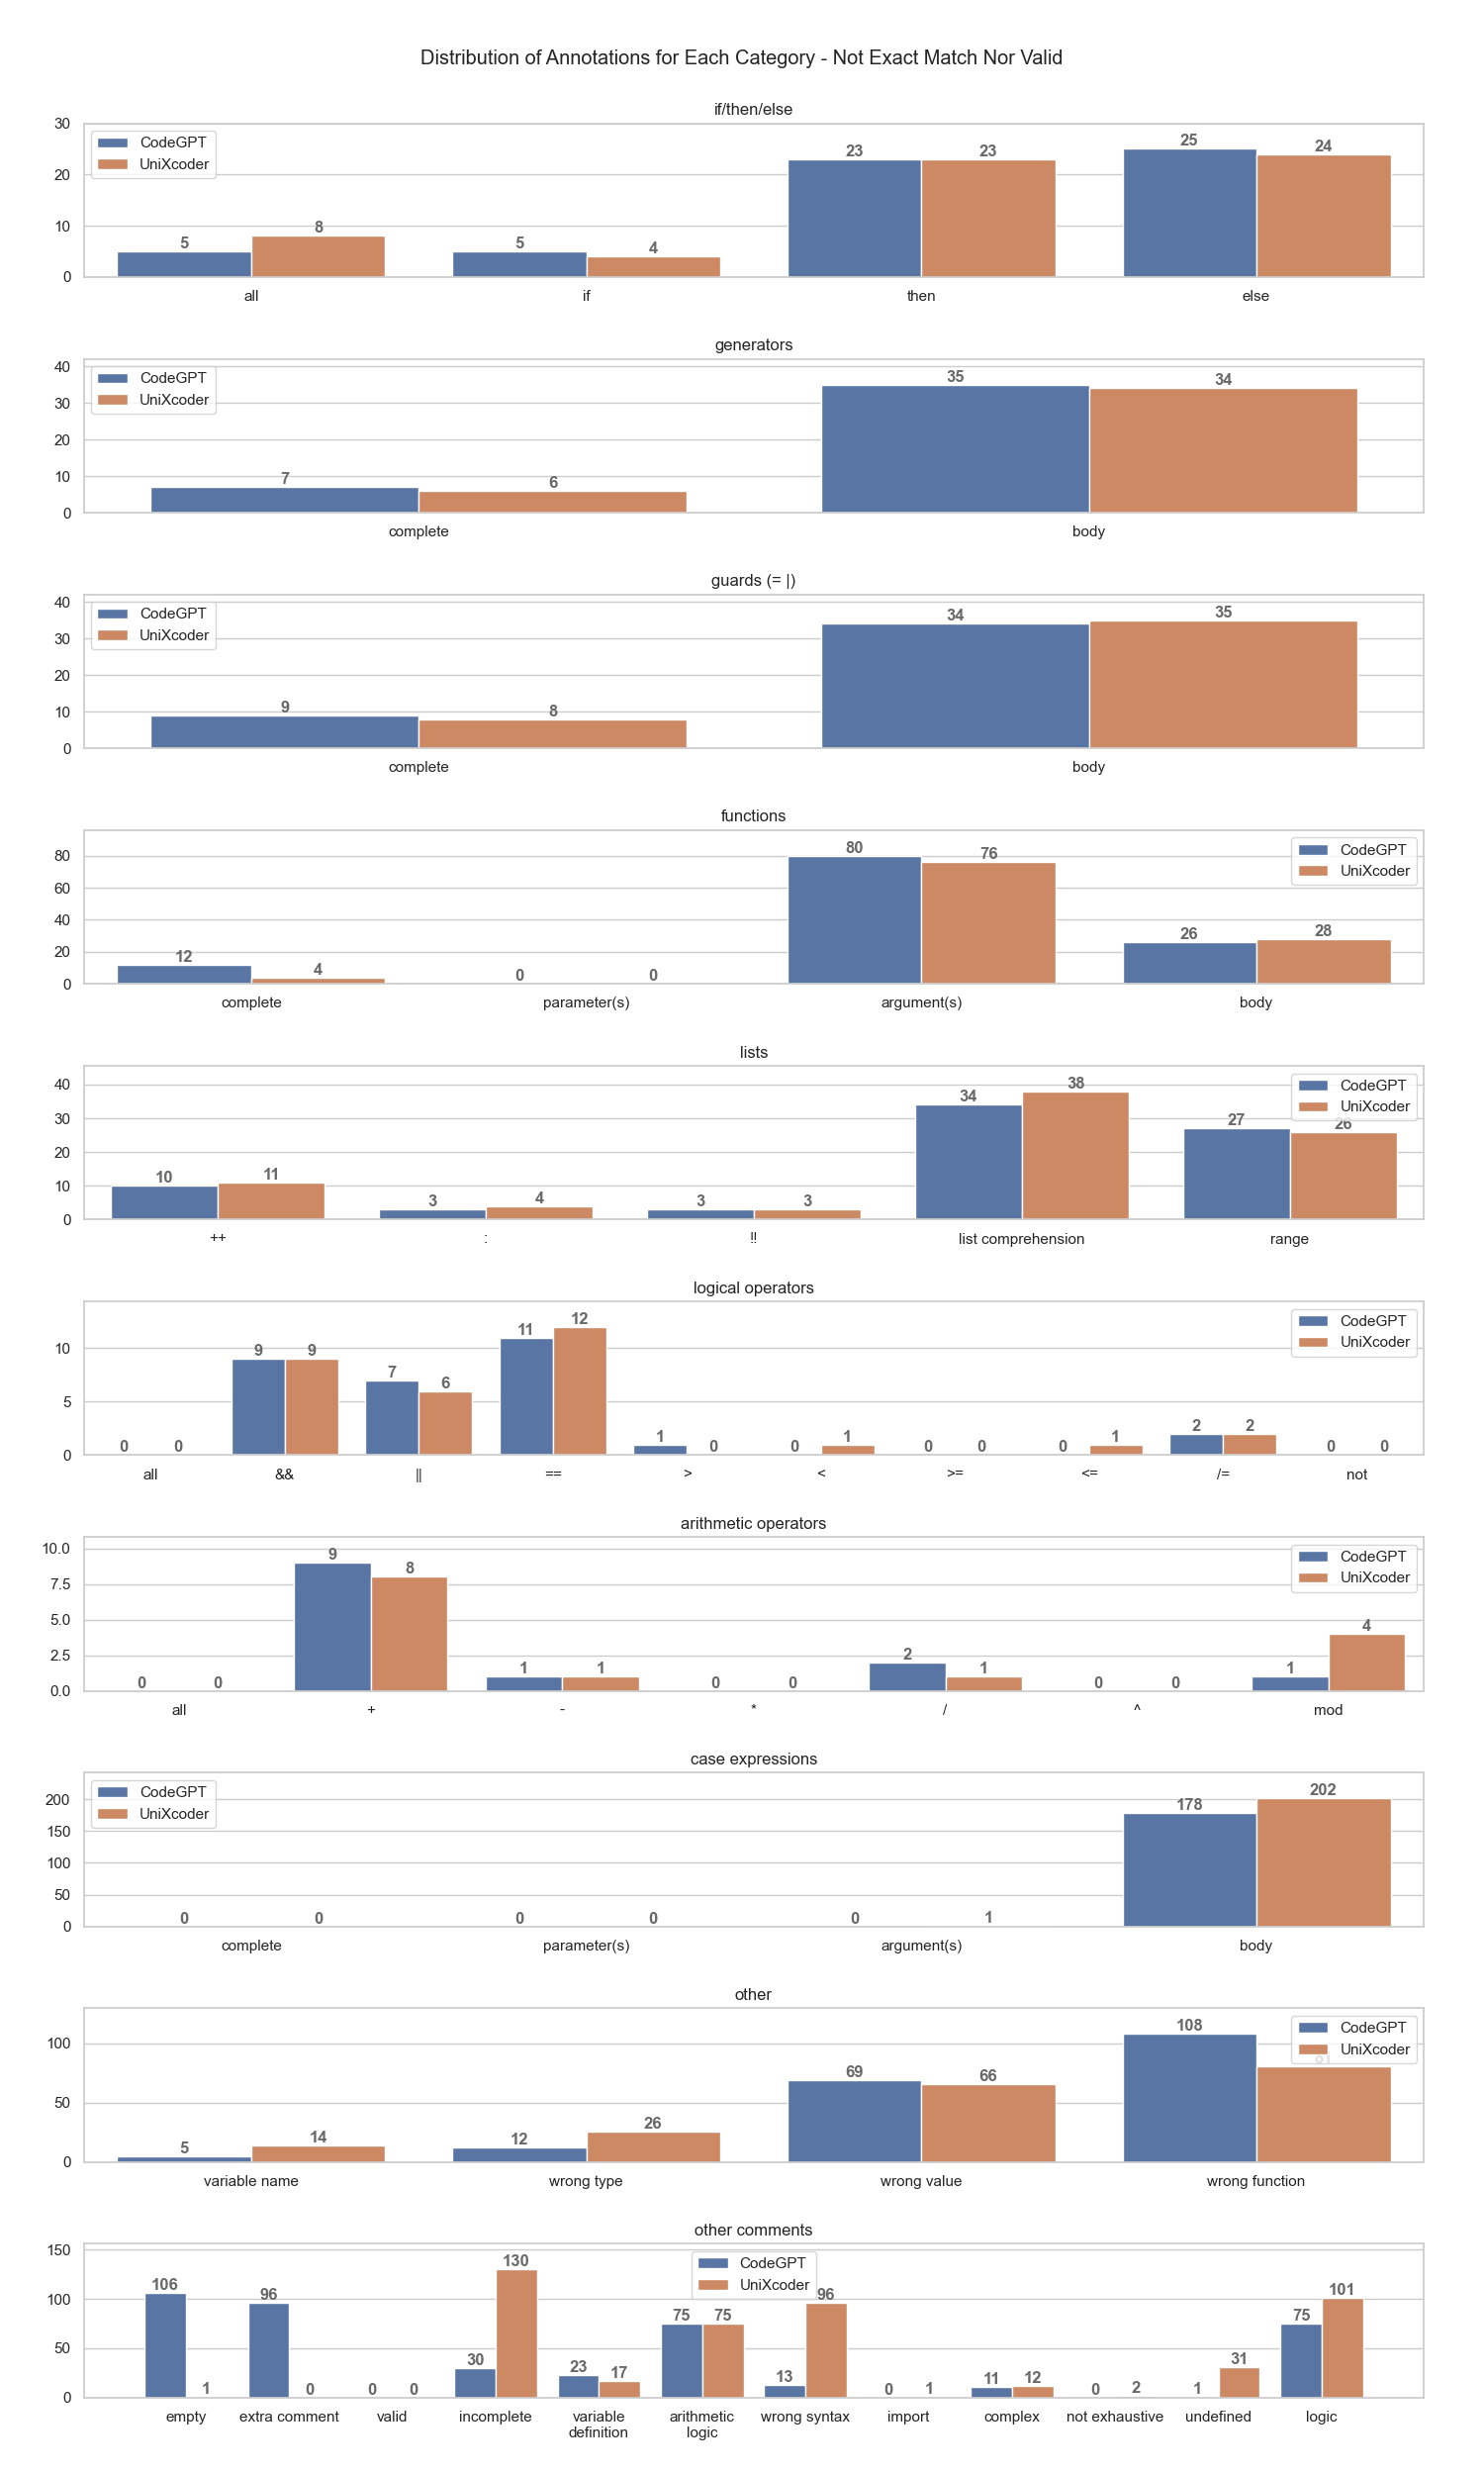 Distribution of Annotations for Each Category - Not Exact Match Nor Valid
if/then/else
CodeGPT
UniXcoder
30
20
10
0
5 8 5 4 23 23 25 24
all if then else
generators
CodeGPT
UniXcoder
40
30
20
10
0
7 6 35 34
complete body
guards (= |)
CodeGPT
UniXcoder
40
30
20
10
0
9 8 34 35
complete body
functions
CodeGPT
UniXcoder
80
60
40
20
0
12 4 0 0 80 76 26 28
complete parameter(s) argument(s) body
lists
CodeGPT
UniXcoder
40
30
20
10
0
10 11 3 4 3 3 34 38 27 26
++ : !! list comprehension range
logical operators
CodeGPT
UniXcoder
10
5
0
0 0 9 9 7 6 11 12 1 0 0 1 0 0 0 1 2 2 0 0
all && || == > < >= <= /= not
arithmetic operators
CodeGPT
UniXcoder
10.0
7.5
5.0
2.5
0.0
0 0 9 8 1 1 0 0 2 1 0 0 1 4
all + - * / ^ mod
case expressions
CodeGPT
UniXcoder
200
150
100
50
0
0 0 0 0 0 1 178 202
complete parameter(s) argument(s) body
other
CodeGPT
UniXcoder
100
50
0
5 14 12 26 69 66 108
variable name wrong type wrong value wrong function
other comments
CodeGPT
UniXcoder
150
100
50
0
106 1 96 0 0 0 30 130 23 17 75 75 13 96 0 1 11 12 0 2 1 31 75 101
empty extra comment valid incomplete variable arithmetic wrong syntax import complex not exhaustive undefined logic
definition logic